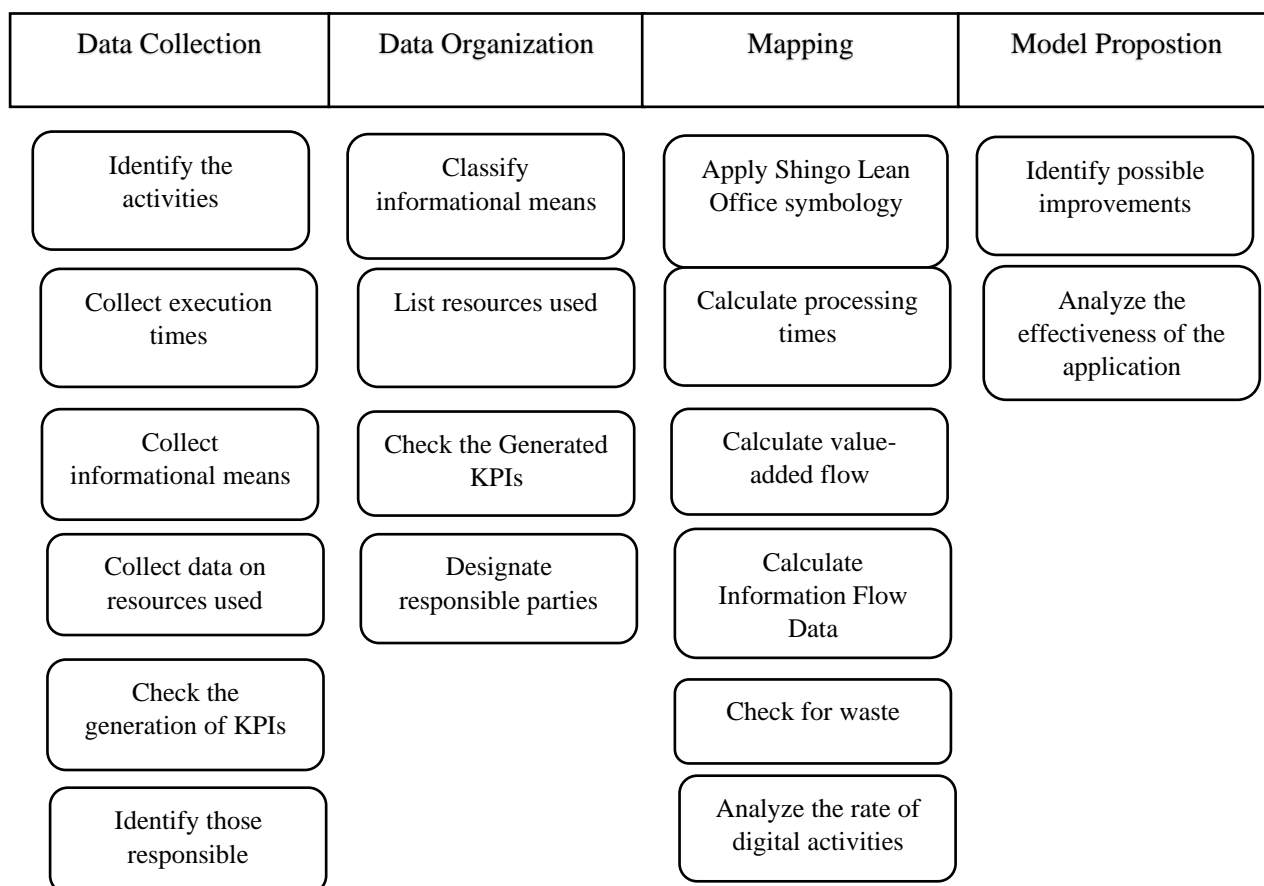 Data Collection
Data Organization
Mapping
Model Propostion
Identify the
activities
Collect execution
times
Collect
informational means
Collect data on
resources used
Check the
generation of KPIs
Identify those
responsible
Classify
informational means
List resources used
Check the Generated
KPIs
Designate
responsible parties
Apply Shingo Lean
Office symbology
Calculate processing
times
Calculate value-
added flow
Calculate
Information Flow
Data
Check for waste
Analyze the rate of
digital activities
Identify possible
improvements
Analyze the
effectiveness of the
application